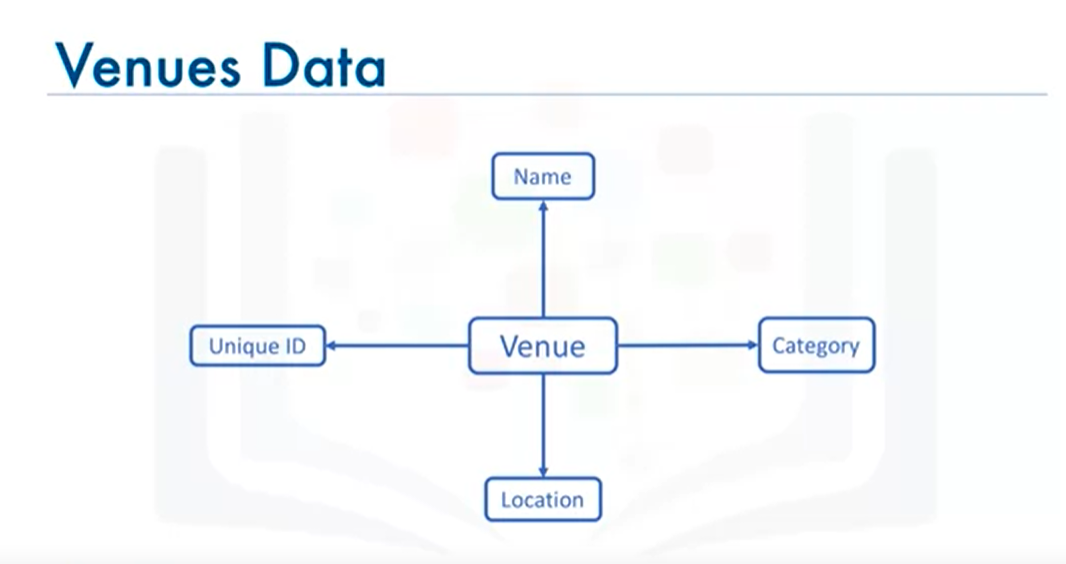 Venues Data
Name
Unique ID
Venue
Category
Location